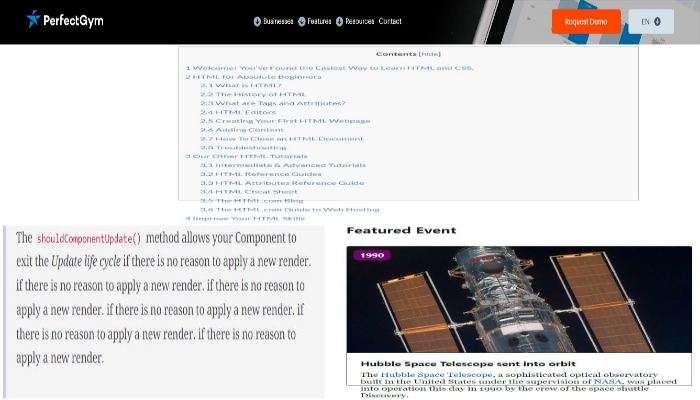 PerfectGym
Businesses Features Resources Contact
Request Demo
EN
Contents [hide]
1 Welcome! You've Found the Easiest Way to Learn HTML and CSS.
2 HTML for Absolute Beginners
2.1 What is HTML?
2.2 The History of HTML
2.3 What are Tags and Attributes?
2.4 HTML Editors
2.5 Creating Your First HTML Webpage
2.6 Adding Content
2.7 How To Close an HTML Document
2.8 Troubleshooting
3 Our Other HTML Tutorials
3.1 Intermediate & Advanced Tutorials
3.2 HTML Reference Guides
3.3 HTML Attributes Reference Guide
3.4 HTML Cheat Sheet
3.5 The HTML.com Blog
3.6 The HTML.com Guide to Web Hosting
4 Improve Your HTML Skills
The shouldComponentUpdate() method allows your Component to
exit the Update life cycle if there is no reason to apply a new render.
if there is no reason to apply a new render. if there is no reason to
apply a new render. if there is no reason to apply a new render. if
there is no reason to apply a new render. if there is no reason to
apply a new render.
Featured Event
1990
Hubble Space Telescope sent into orbit
The Hubble Space Telescope, a sophisticated optical observatory
built in the United States under the supervision of NASA, was placed
into operation this day in 1990 by the crew of the space shuttle
Discovery.